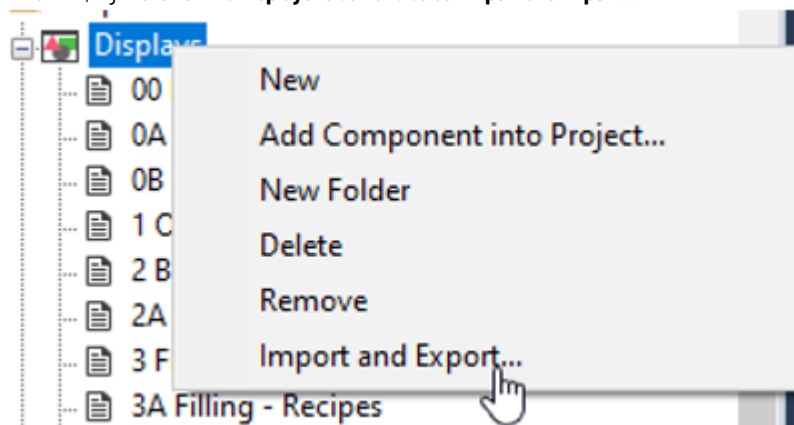 Displays
00
New
0A
Add Component into Project...
0B
New Folder
1
Delete
2 B
2A
Remove
3 F
Import and Export...
3A Filling - Recipes